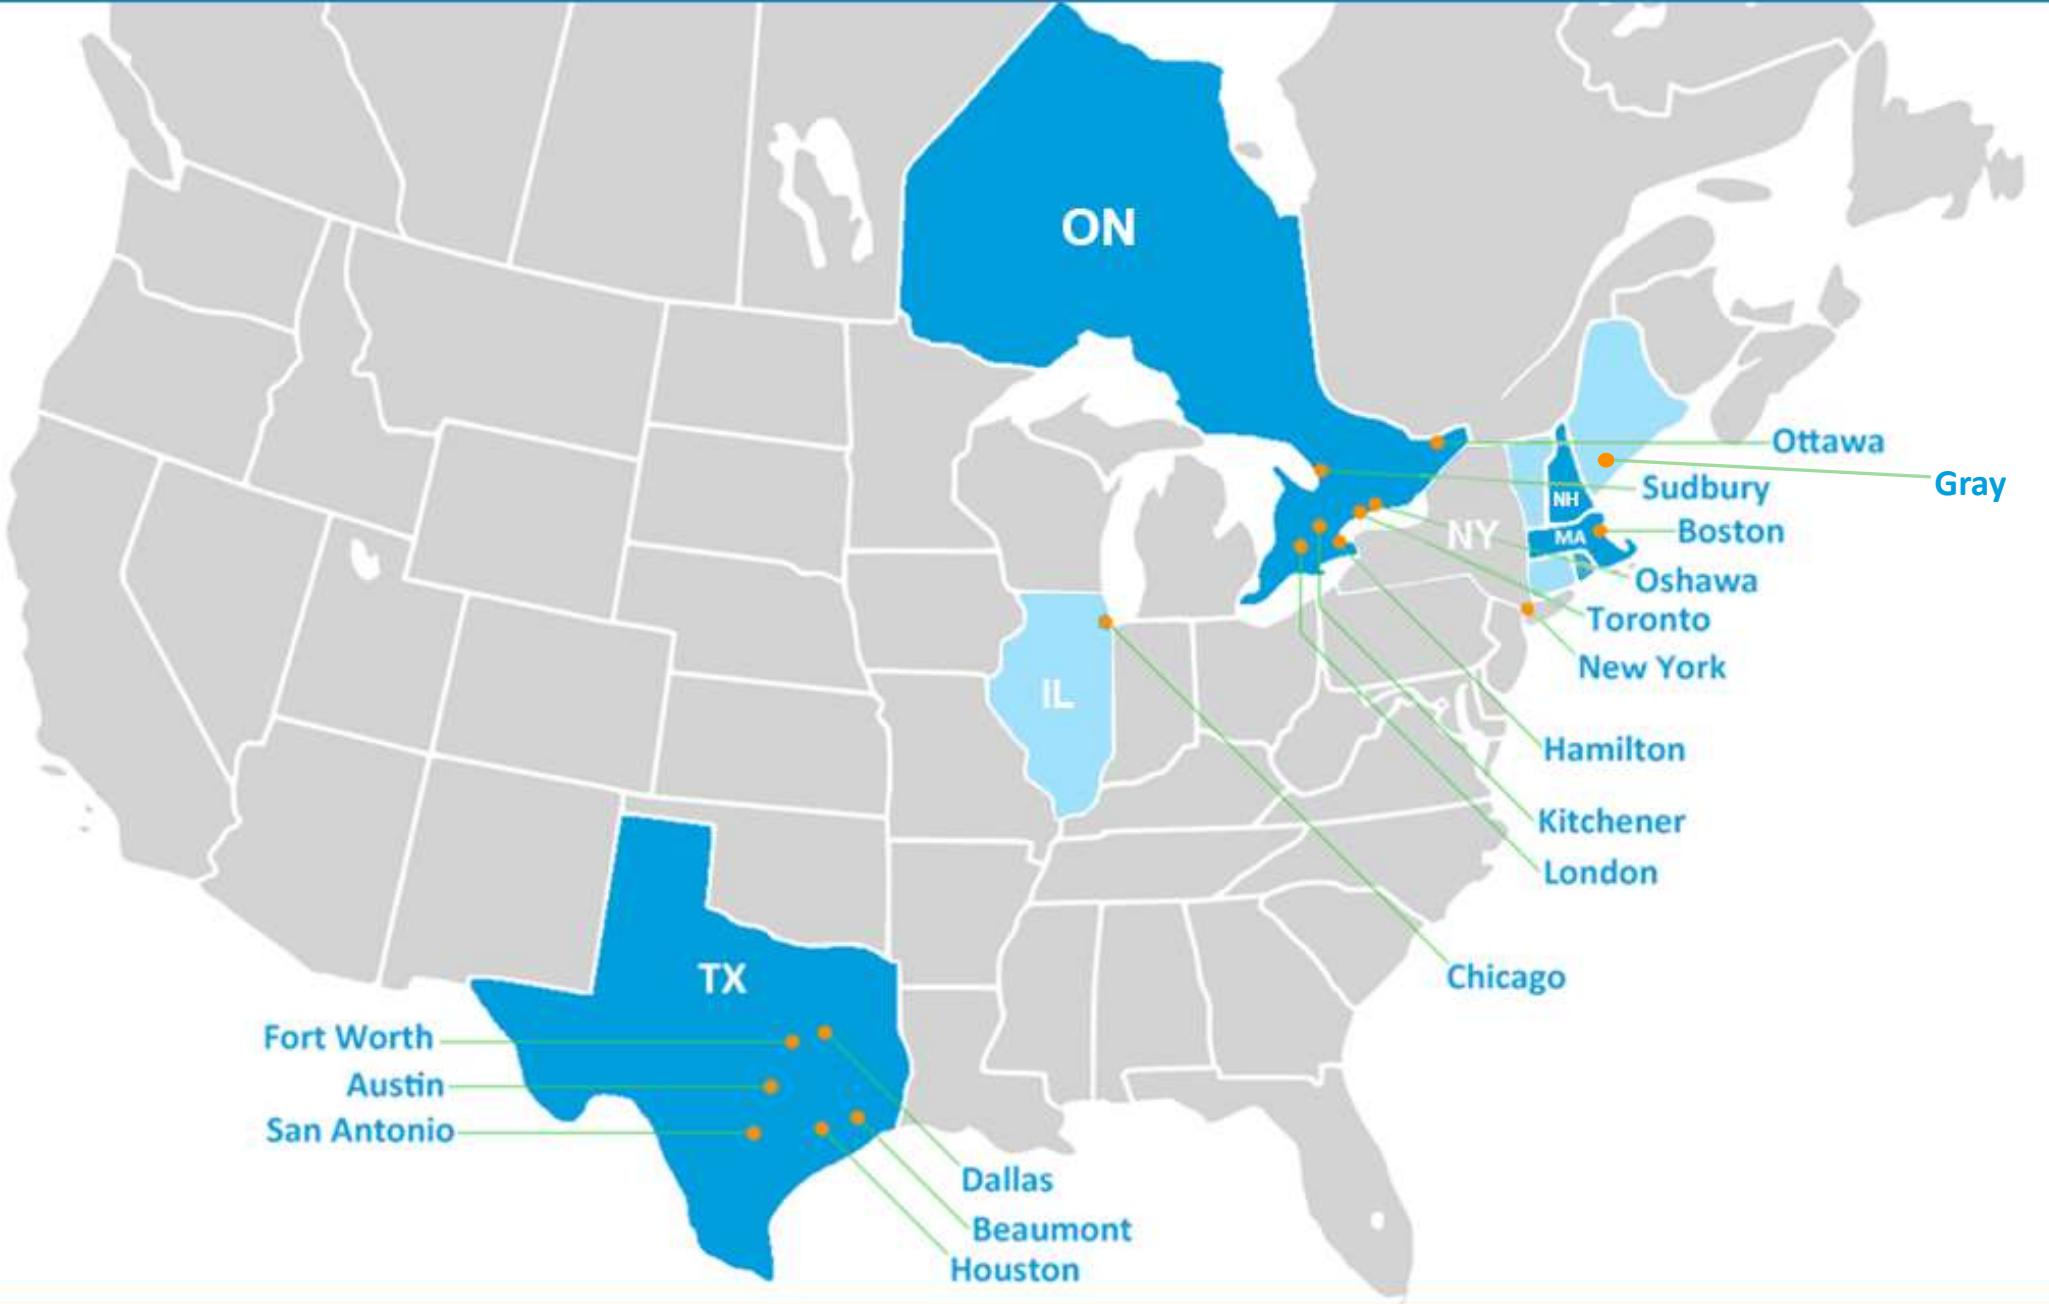 ON
Ottawa
Gray
Sudbury
NH
Boston
NY
MA
Oshawa
Toronto
New York
IL
Hamilton
Kitchener
London
TX
Chicago
Fort Worth
Austin
San Antonio
Dallas
Beaumont
Houston